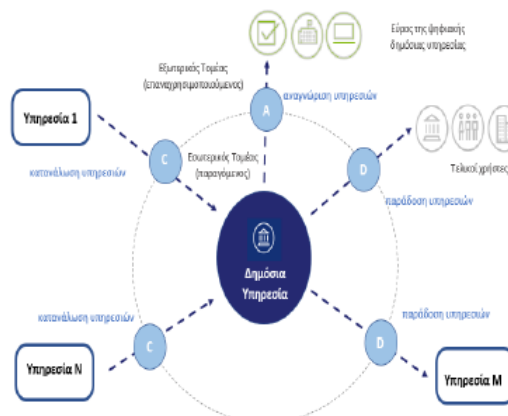 Εύρος της ψηφιακής
δημόσιας υπηρεσίας
Εξωτερικός Τομέας
(επαναχρησιμοποιούμενος)
αναγνώριση υπηρεσιών
A
Υπηρεσία 1
C
Εσωτερικός Τομέας
(παραγόμενος)
κατανάλωση υπηρεσιών
D
Τελικοί χρήστες
παράδοση υπηρεσιών
Δημόσια
Υπηρεσία
κατανάλωση υπηρεσιών
παράδοση υπηρεσιών
C
D
Υπηρεσία N
Υπηρεσία M